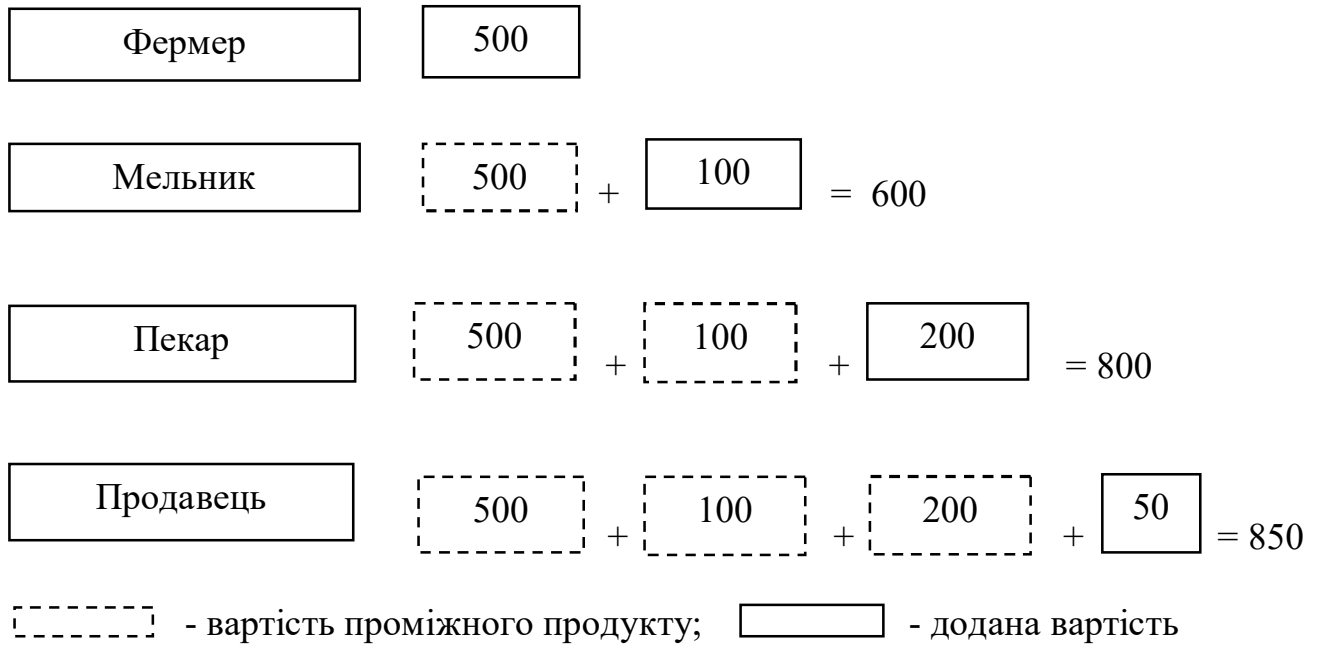 Фермер 500
Мельник 500 + 100 = 600
Пекар 500 + 100 + 200 = 800
Продавець 500 + 100 + 200 + 50 = 850
- вартість проміжного продукту; - додана вартість